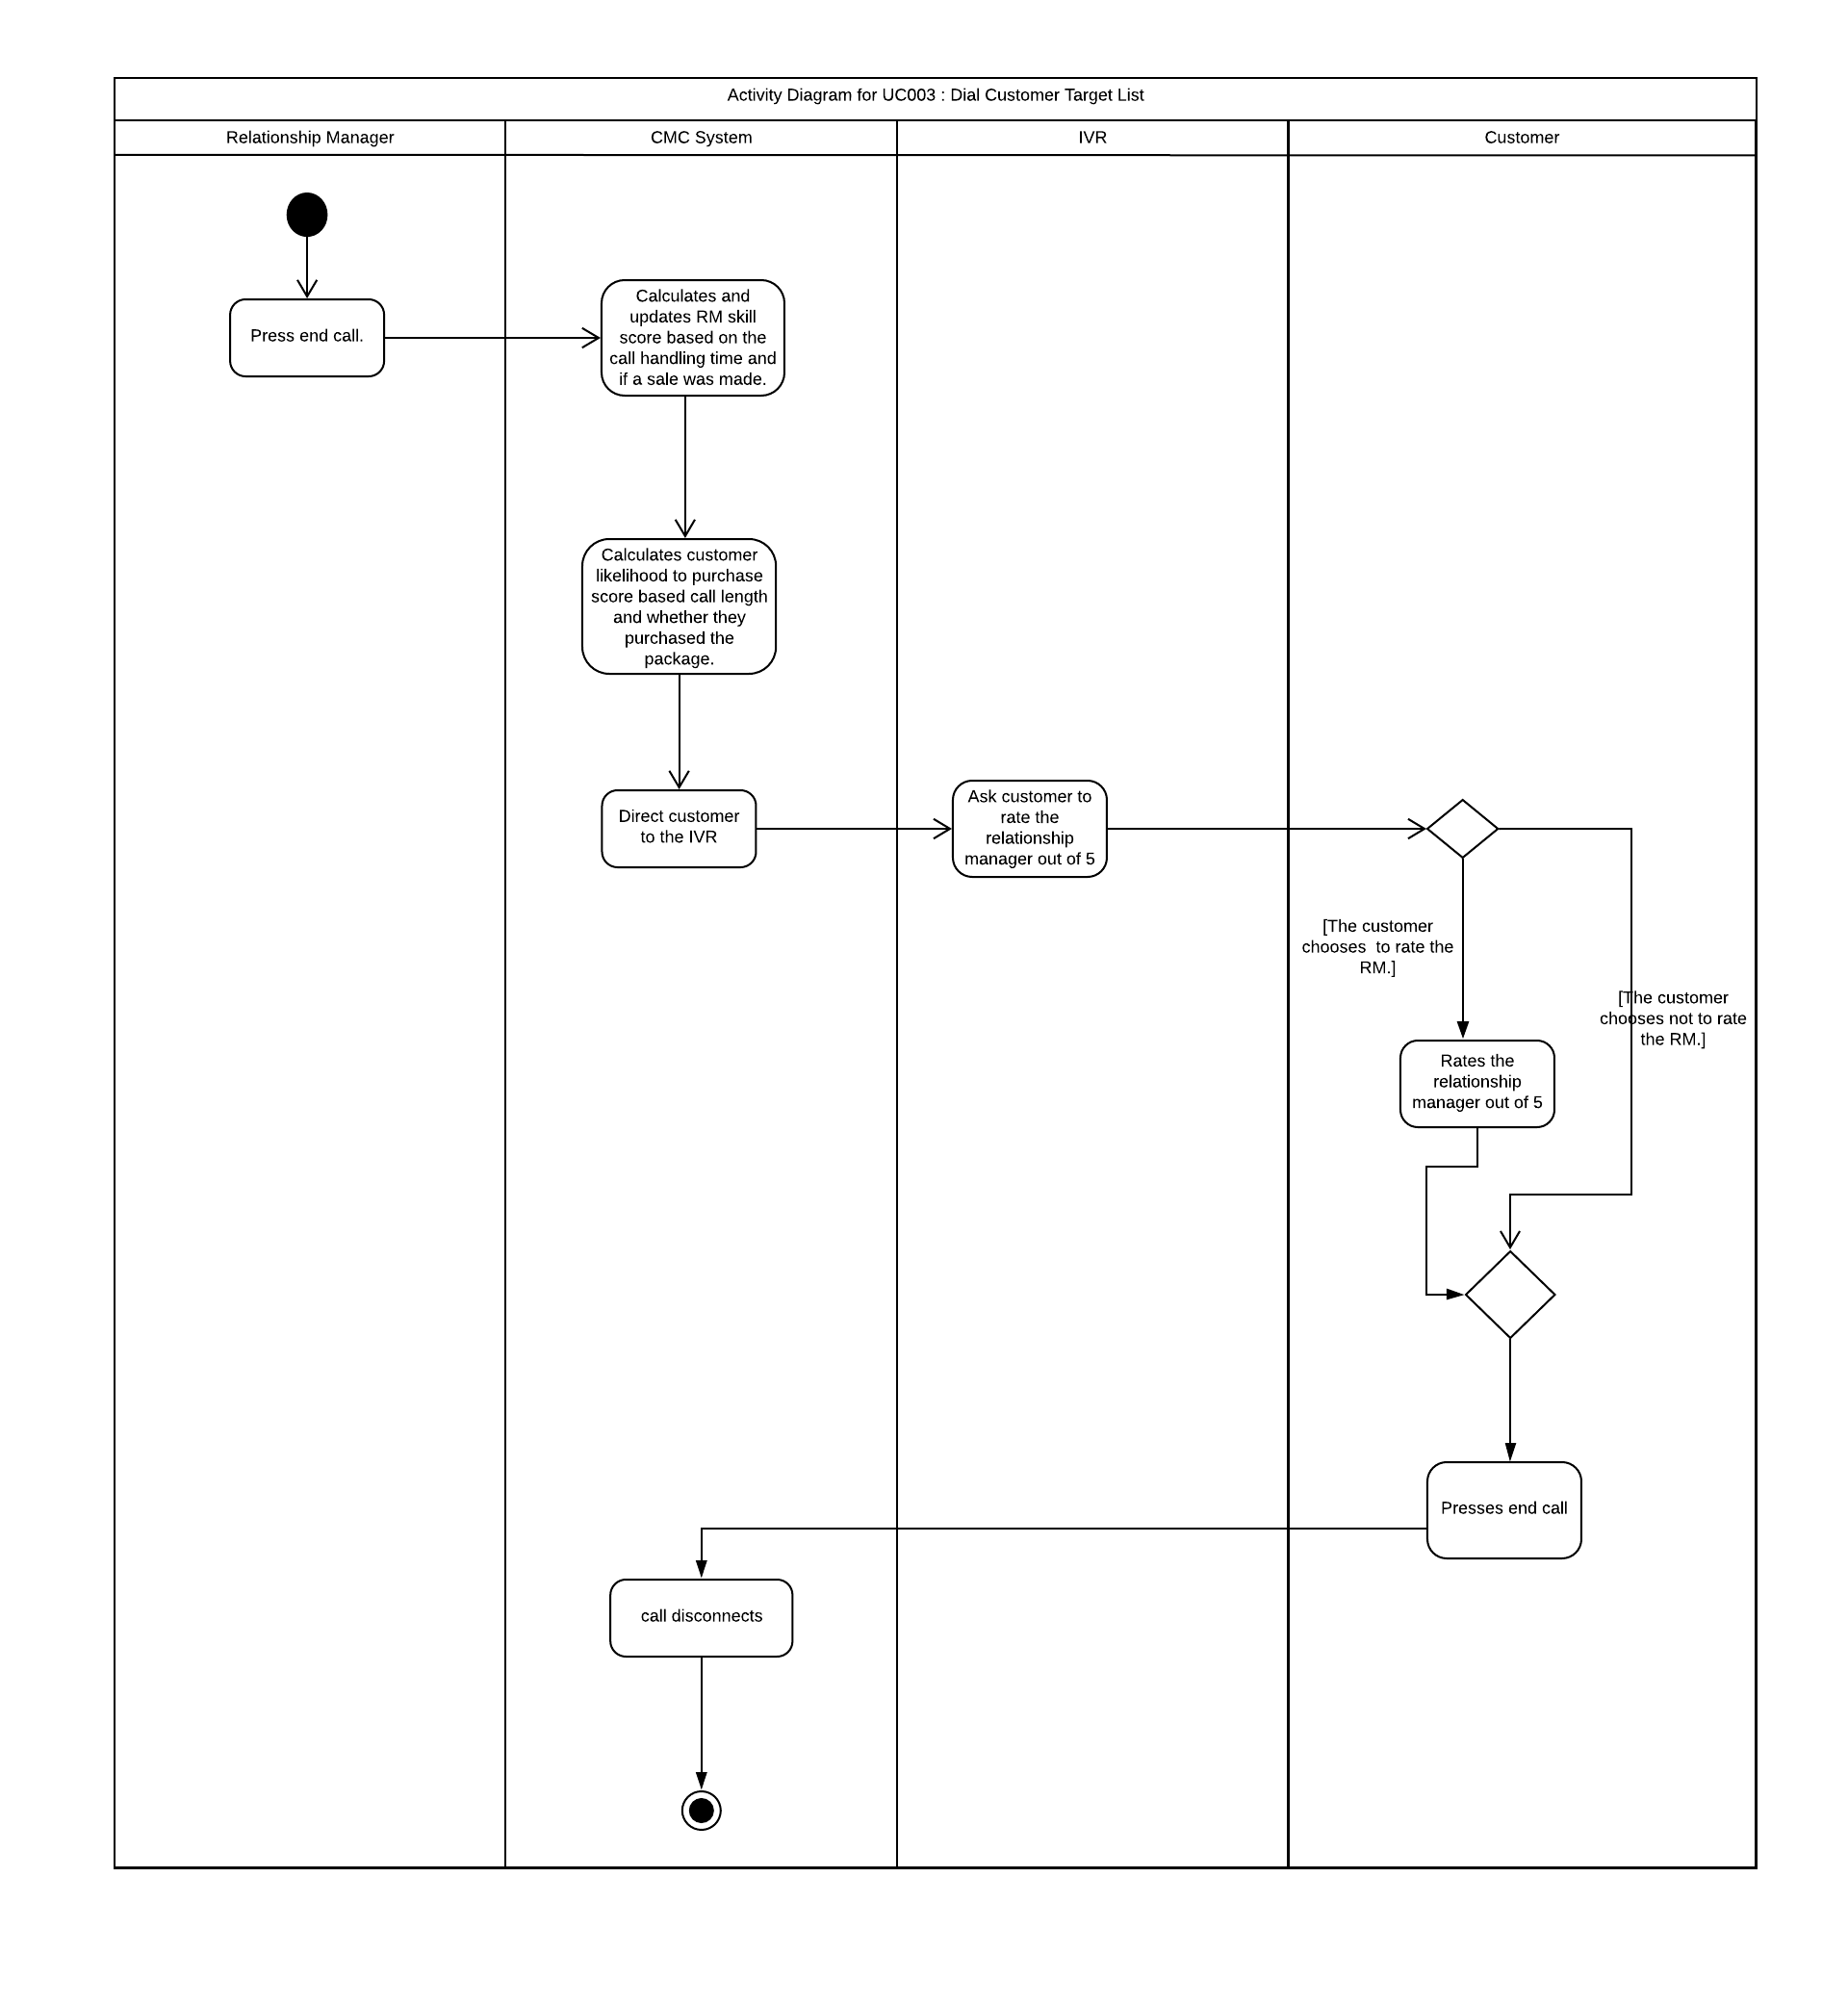 Activity Diagram for UC003 : Dial Customer Target List
Relationship Manager
CMC System
IVR
Customer
Press end call.
Calculates and
updates RM skill
score based on the
call handling time and
if a sale was made.
Calculates customer
likelihood to purchase
score based call length
and whether they
purchased the
package.
Direct customer
to the IVR
Ask customer to
rate the
relationship
manager out of 5
[The customer
chooses  to rate the
RM.]
[The customer
chooses not to rate
the RM.]
Rates the
relationship
manager out of 5
Presses end call
call disconnects